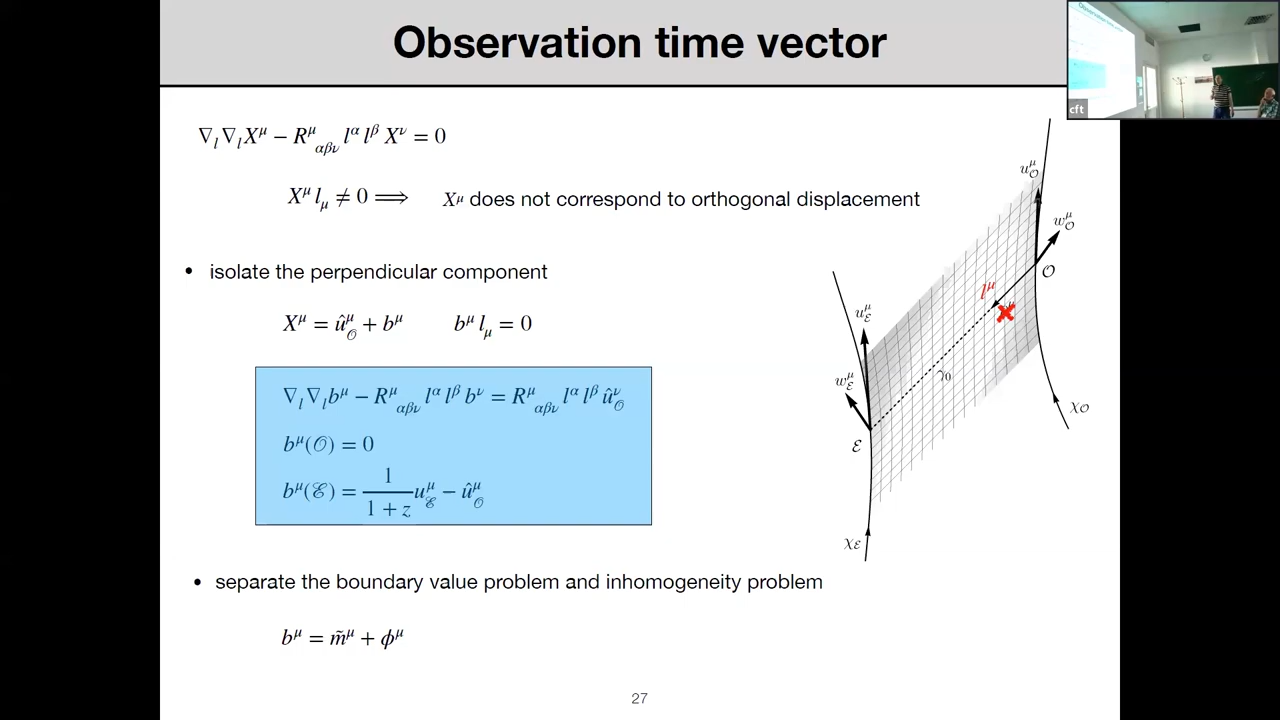 Observation time vector
∇_l ∇_l X^μ − R^μ_{αβν} l^α l^β X^ν = 0
X^μ l_μ ≠ 0 ⟹ X^μ does not correspond to orthogonal displacement
• isolate the perpendicular component
X^μ = û^μ_𝒪 + b^μ b^μ l_μ = 0
∇_l ∇_l b^μ − R^μ_{αβν} l^α l^β b^ν = R^μ_{αβν} l^α l^β û^ν_𝒪
b^μ(𝒪) = 0
b^μ(ℰ) = \frac{1}{1 + z} u^μ_ℰ − û^μ_𝒪
• separate the boundary value problem and inhomogeneity problem
b^μ = m̃^μ + ϕ^μ
u^μ_𝒪
w^μ_𝒪
𝒪
l^μ
u^μ_ℰ
w^μ_ℰ
γ_0
ℰ
χ_𝒪
χ_ℰ
27
cft